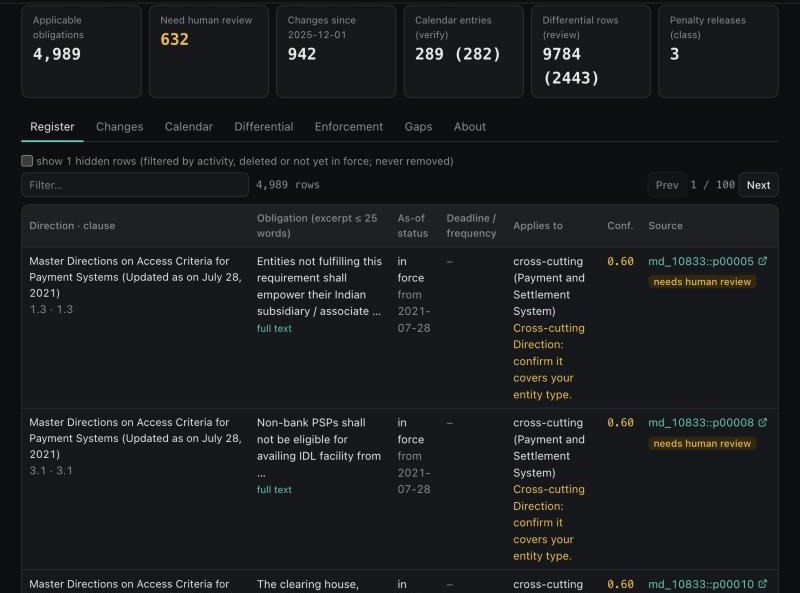 Applicable obligations
4,989
Need human review
632
Changes since 2025-12-01
942
Calendar entries (verify)
289 (282)
Differential rows (review)
9784 (2443)
Penalty releases (class)
3
Register Changes Calendar Differential Enforcement Gaps About
show 1 hidden rows (filtered by activity, deleted or not yet in force; never removed)
Filter...
4,989 rows
Prev 1 / 100 Next
Direction · clause
Obligation (excerpt ≤ 25 words)
As-of status
Deadline / frequency
Applies to
Conf.
Source
Master Directions on Access Criteria for
Payment Systems (Updated as on July 28,
2021)
1.3 · 1.3
Entities not fulfilling this
requirement shall
empower their Indian
subsidiary / associate ...
full text
in
force
from
2021-
07-28
–
cross-cutting
(Payment and
Settlement
System)
Cross-cutting
Direction:
confirm it
covers your
entity type.
0.60
md_10833::p00005
needs human review
Master Directions on Access Criteria for
Payment Systems (Updated as on July 28,
2021)
3.1 · 3.1
Non-bank PSPs shall
not be eligible for
availing IDL facility from
...
full text
in
force
from
2021-
07-28
–
cross-cutting
(Payment and
Settlement
System)
Cross-cutting
Direction:
confirm it
covers your
entity type.
0.60
md_10833::p00008
needs human review
Master Directions on Access Criteria for
The clearing house,
in
–
cross-cutting
0.60
md_10833::p00010